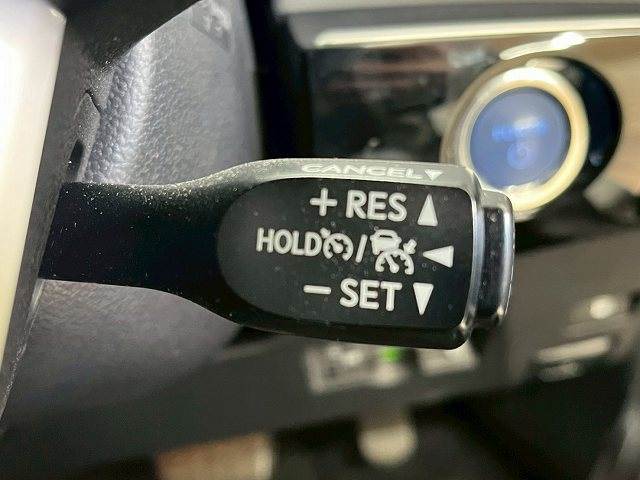 CANCEL▼
+ RES ▲
HOLD / ◀
− SET ▼